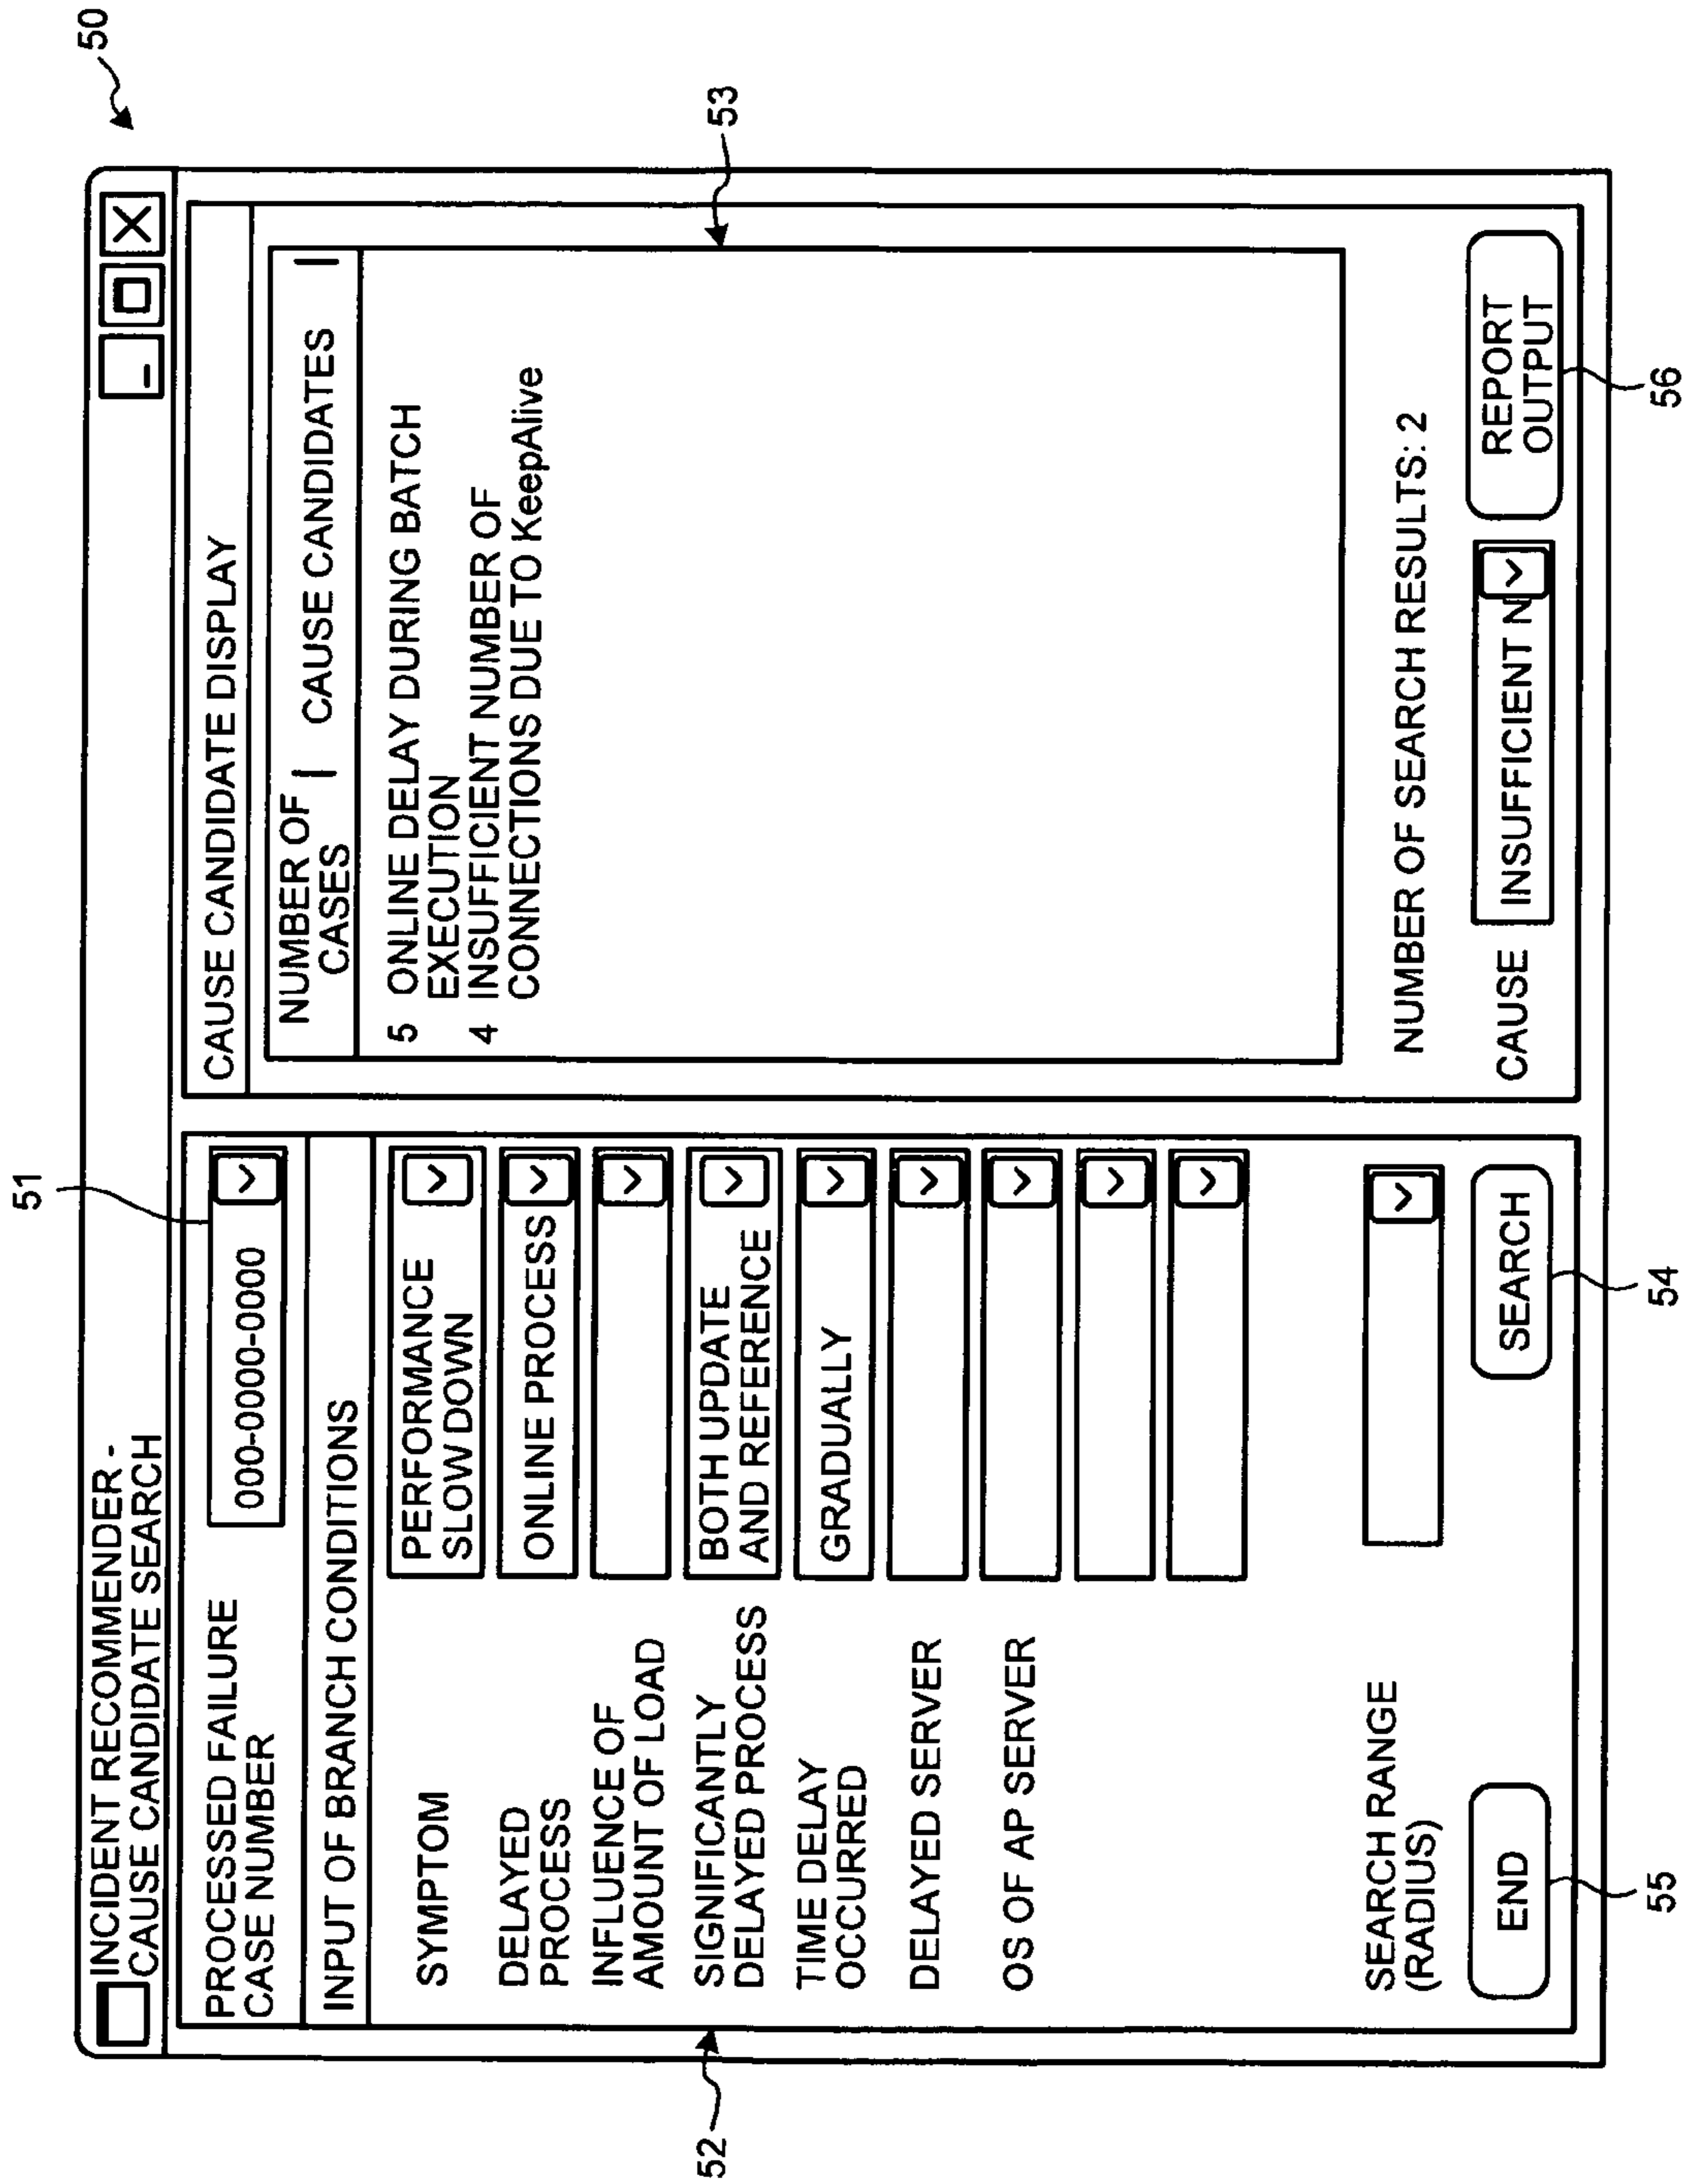 50
INCIDENT RECOMMENDER -
CAUSE CANDIDATE SEARCH
51
PROCESSED FAILURE
CASE NUMBER
000-0000-0000
INPUT OF BRANCH CONDITIONS
52
SYMPTOM
PERFORMANCE
SLOW DOWN
DELAYED
PROCESS
ONLINE PROCESS
INFLUENCE OF
AMOUNT OF LOAD
SIGNIFICANTLY
DELAYED PROCESS
BOTH UPDATE
AND REFERENCE
TIME DELAY
OCCURRED
GRADUALLY
DELAYED SERVER
OS OF AP SERVER
SEARCH RANGE
(RADIUS)
END
SEARCH
55
54
CAUSE CANDIDATE DISPLAY
NUMBER OF
CASES
| CAUSE CANDIDATES |
53
5 ONLINE DELAY DURING BATCH
EXECUTION
4 INSUFFICIENT NUMBER OF
CONNECTIONS DUE TO KeepAlive
NUMBER OF SEARCH RESULTS: 2
CAUSE
INSUFFICIENT N
REPORT
OUTPUT
56